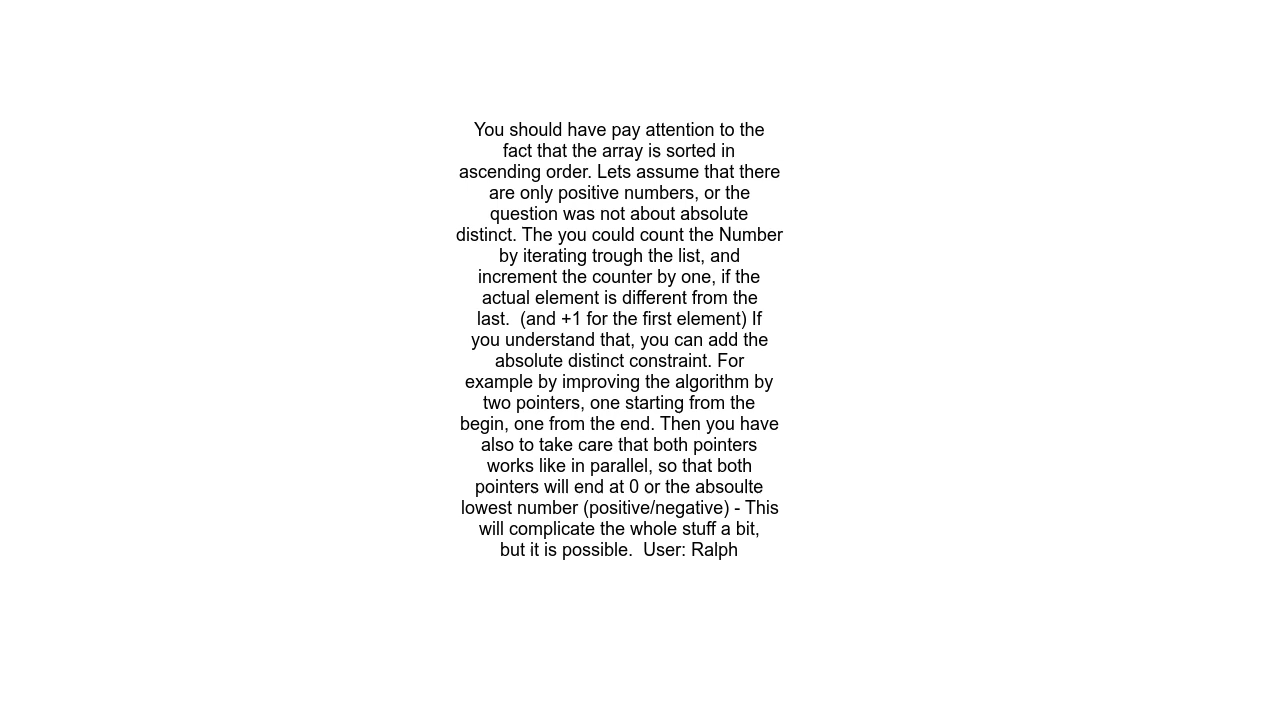 You should have pay attention to the
fact that the array is sorted in
ascending order. Lets assume that there
are only positive numbers, or the
question was not about absolute
distinct. The you could count the Number
by iterating trough the list, and
increment the counter by one, if the
actual element is different from the
last.  (and +1 for the first element) If
you understand that, you can add the
absolute distinct constraint. For
example by improving the algorithm by
two pointers, one starting from the
begin, one from the end. Then you have
also to take care that both pointers
works like in parallel, so that both
pointers will end at 0 or the absoulte
lowest number (positive/negative) - This
will complicate the whole stuff a bit,
but it is possible.  User: Ralph